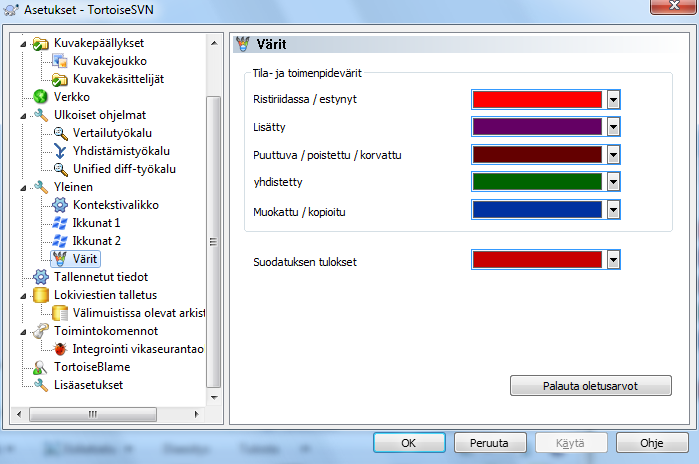 Asetukset - TortoiseSVN
Kuvakepäällykset
Kuvakejoukko
Kuvakekäsittelijät
Verkko
Ulkoiset ohjelmat
Vertailutyökalu
Yhdistämistyökalu
Unified diff-työkalu
Yleinen
Kontekstivalikko
Ikkunat 1
Ikkunat 2
Värit
Tallennetut tiedot
Lokiviestien talletus
Välimuistissa olevat arkist
Toimintokomennot
Integrointi vikaseurantao
TortoiseBlame
Lisäasetukset
Värit
Tila- ja toimenpidevärit
Ristiriidassa / estynyt
Lisätty
Puuttuva / poistettu / korvattu
yhdistetty
Muokattu / kopioitu
Suodatuksen tulokset
Palauta oletusarvot
OK
Peruuta
Käytä
Ohje